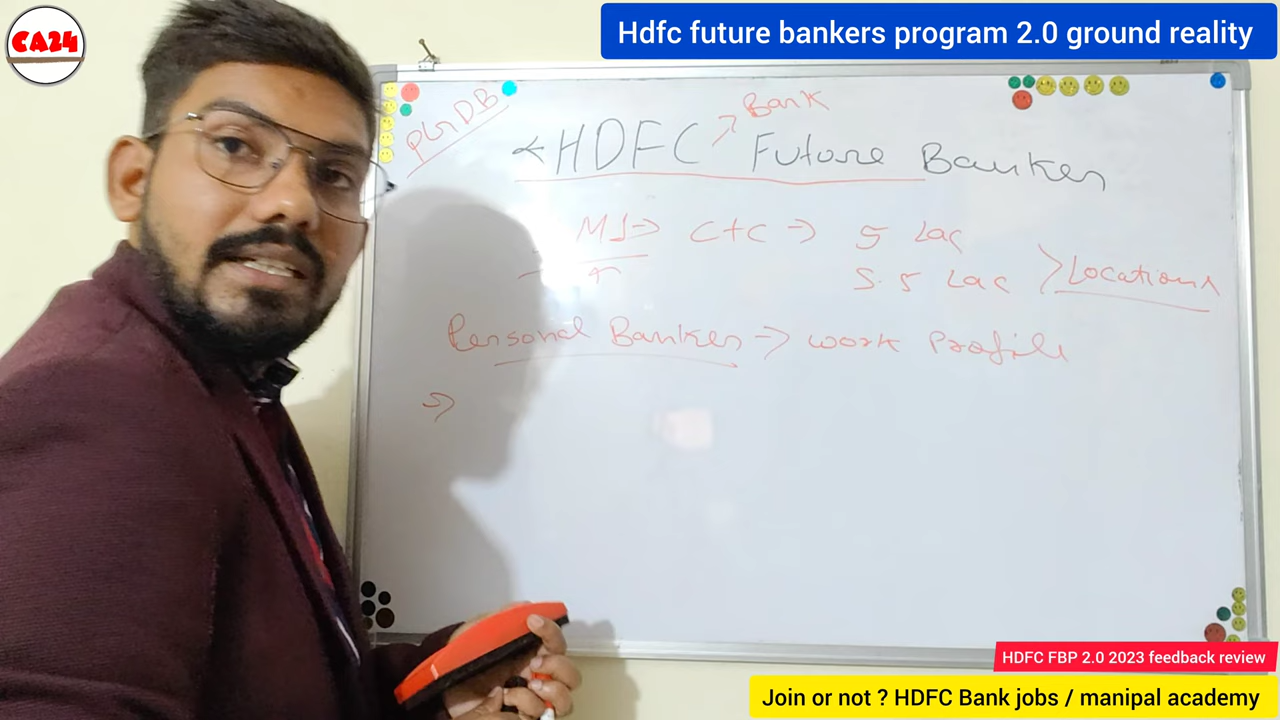 CA24
Hdfc future bankers program 2.0 ground reality
PGDDB
Bank
HDFC Future Banker
CTC → 5 Lac
5.5 Lac
Locations
Personal Banker → work Profile
HDFC FBP 2.0 2023 feedback review
Join or not ? HDFC Bank jobs / manipal academy